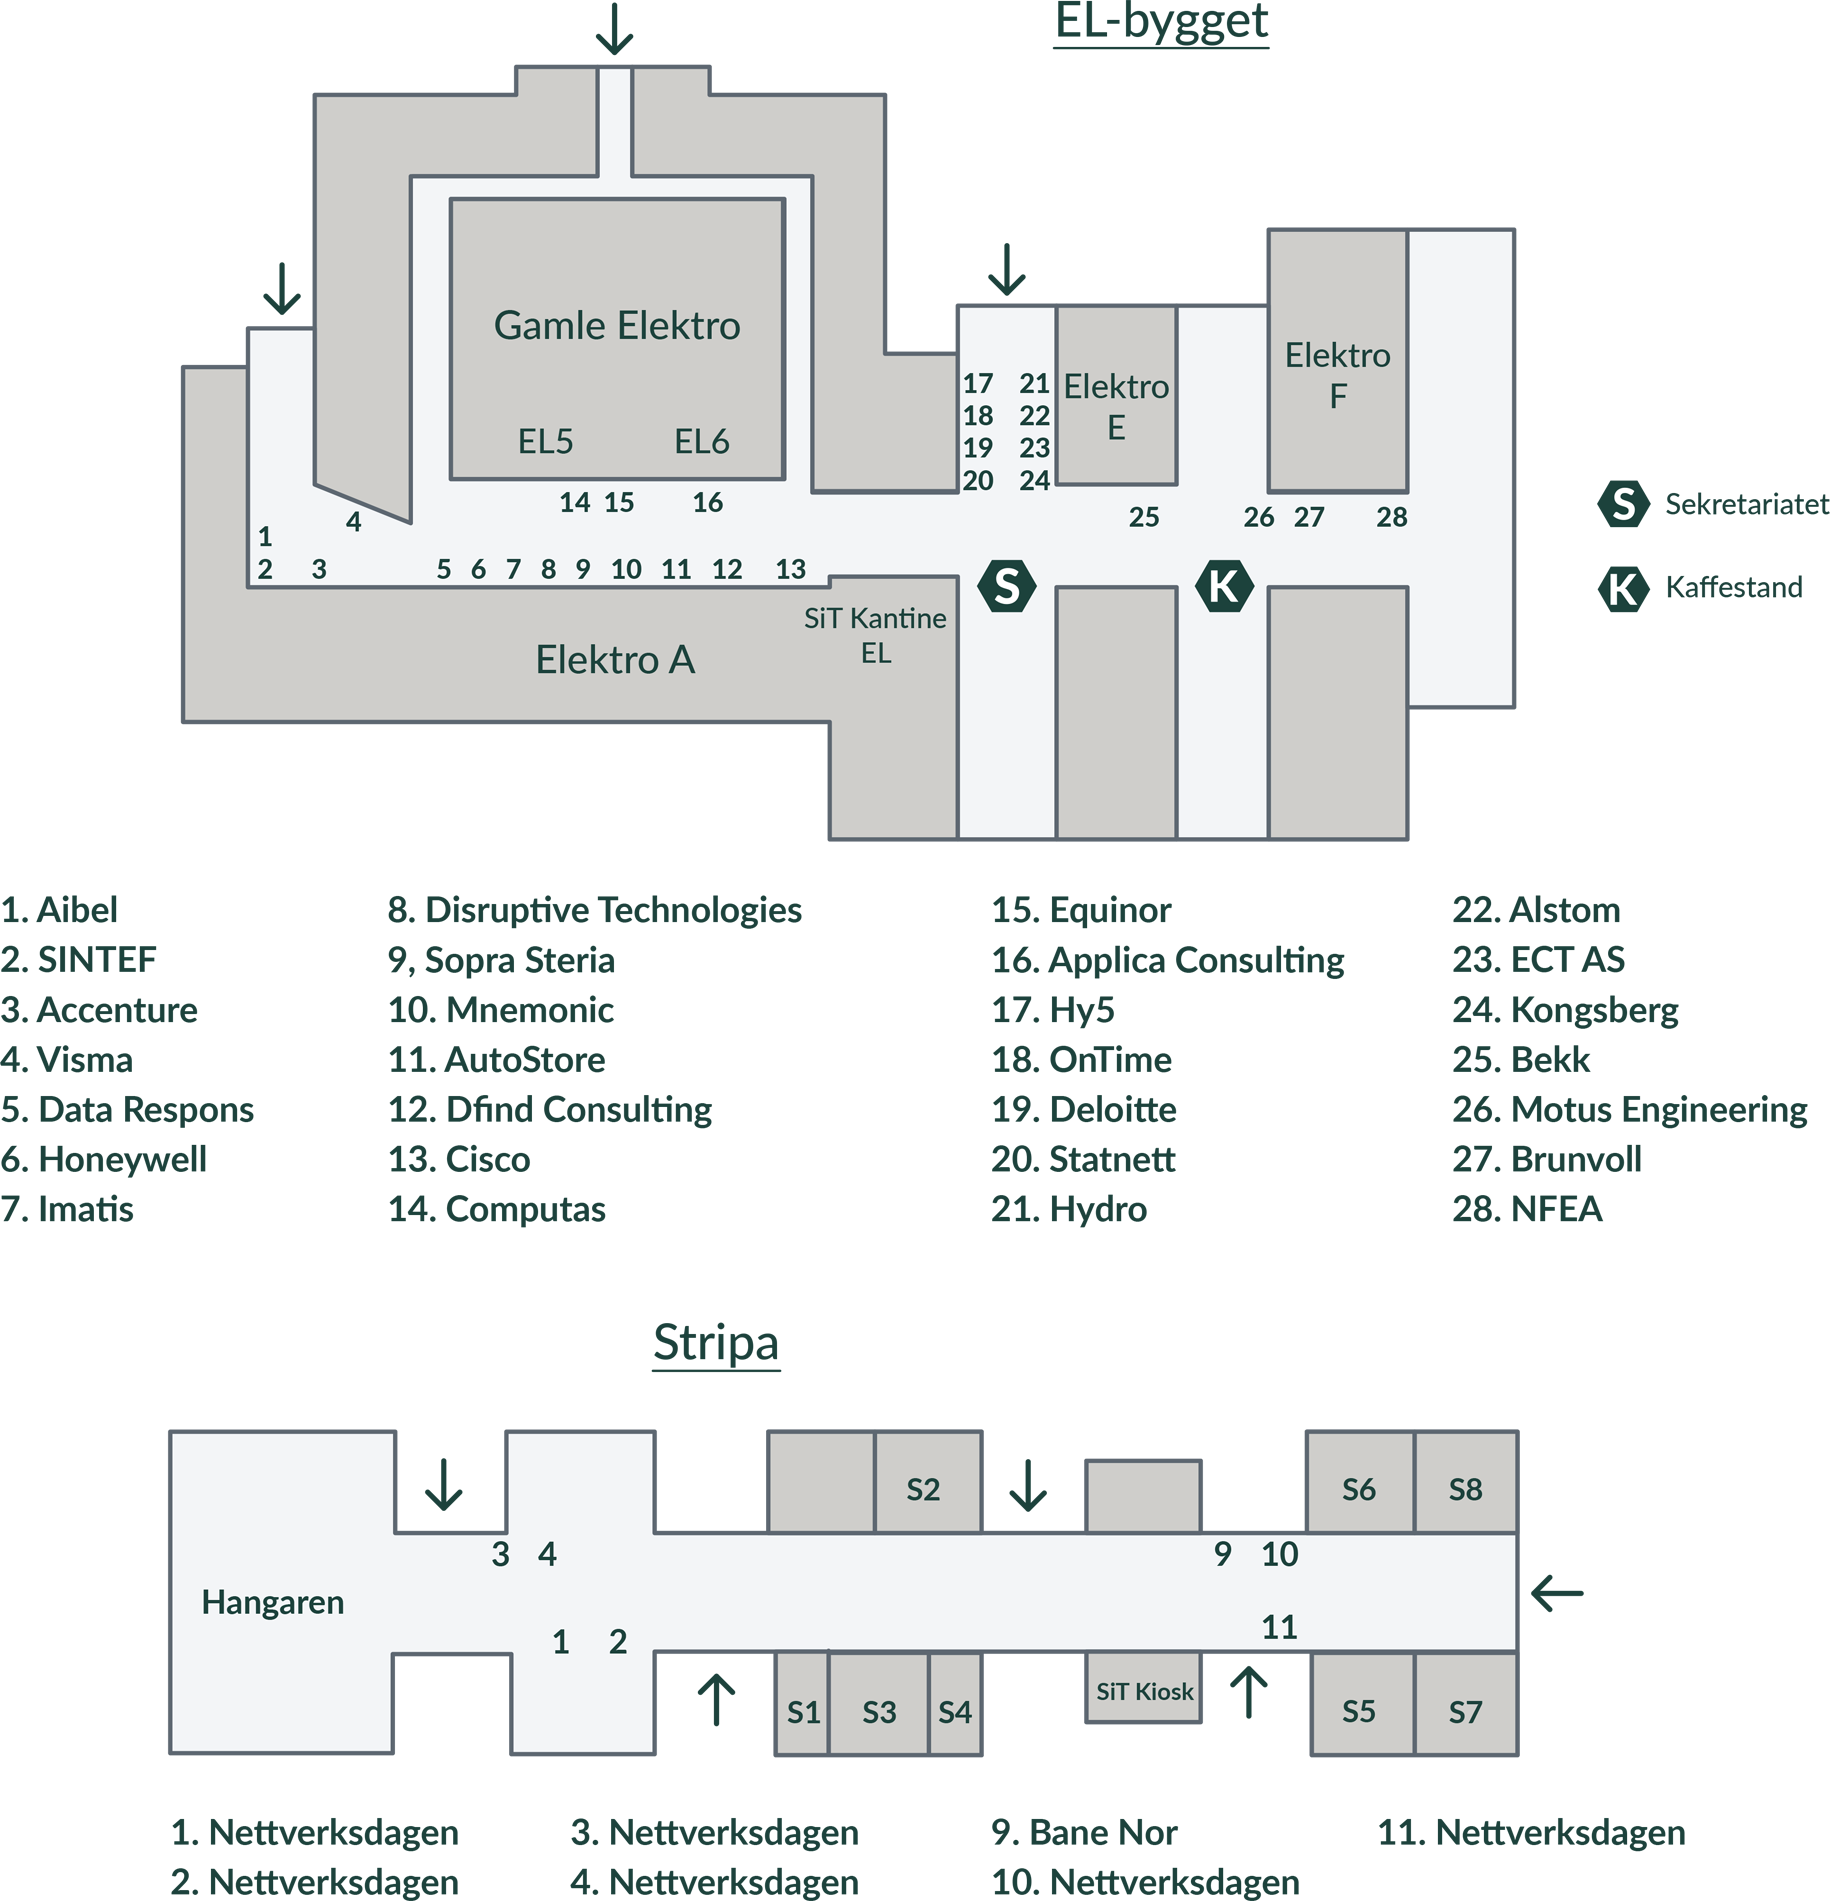 EL-bygget
Gamle Elektro
EL5 EL6
Elektro
E
Elektro
F
17 21
18 22
19 23
20 24
14 15 16
4
1
2 3 5 6 7 8 9 10 11 12 13
25 26 27 28
S Sekretariatet
K Kaffestand
S
K
SiT Kantine
EL
Elektro A
1. Aibel
2. SINTEF
3. Accenture
4. Visma
5. Data Respons
6. Honeywell
7. Imatis
8. Disruptive Technologies
9, Sopra Steria
10. Mnemonic
11. AutoStore
12. Dfind Consulting
13. Cisco
14. Computas
15. Equinor
16. Applica Consulting
17. Hy5
18. OnTime
19. Deloitte
20. Statnett
21. Hydro
22. Alstom
23. ECT AS
24. Kongsberg
25. Bekk
26. Motus Engineering
27. Brunvoll
28. NFEA
Stripa
S2 S6 S8
3 4 9 10
Hangaren
1 2 11
S1 S3 S4 SiT Kiosk S5 S7
1. Nettverksdagen
2. Nettverksdagen
3. Nettverksdagen
4. Nettverksdagen
9. Bane Nor
10. Nettverksdagen
11. Nettverksdagen